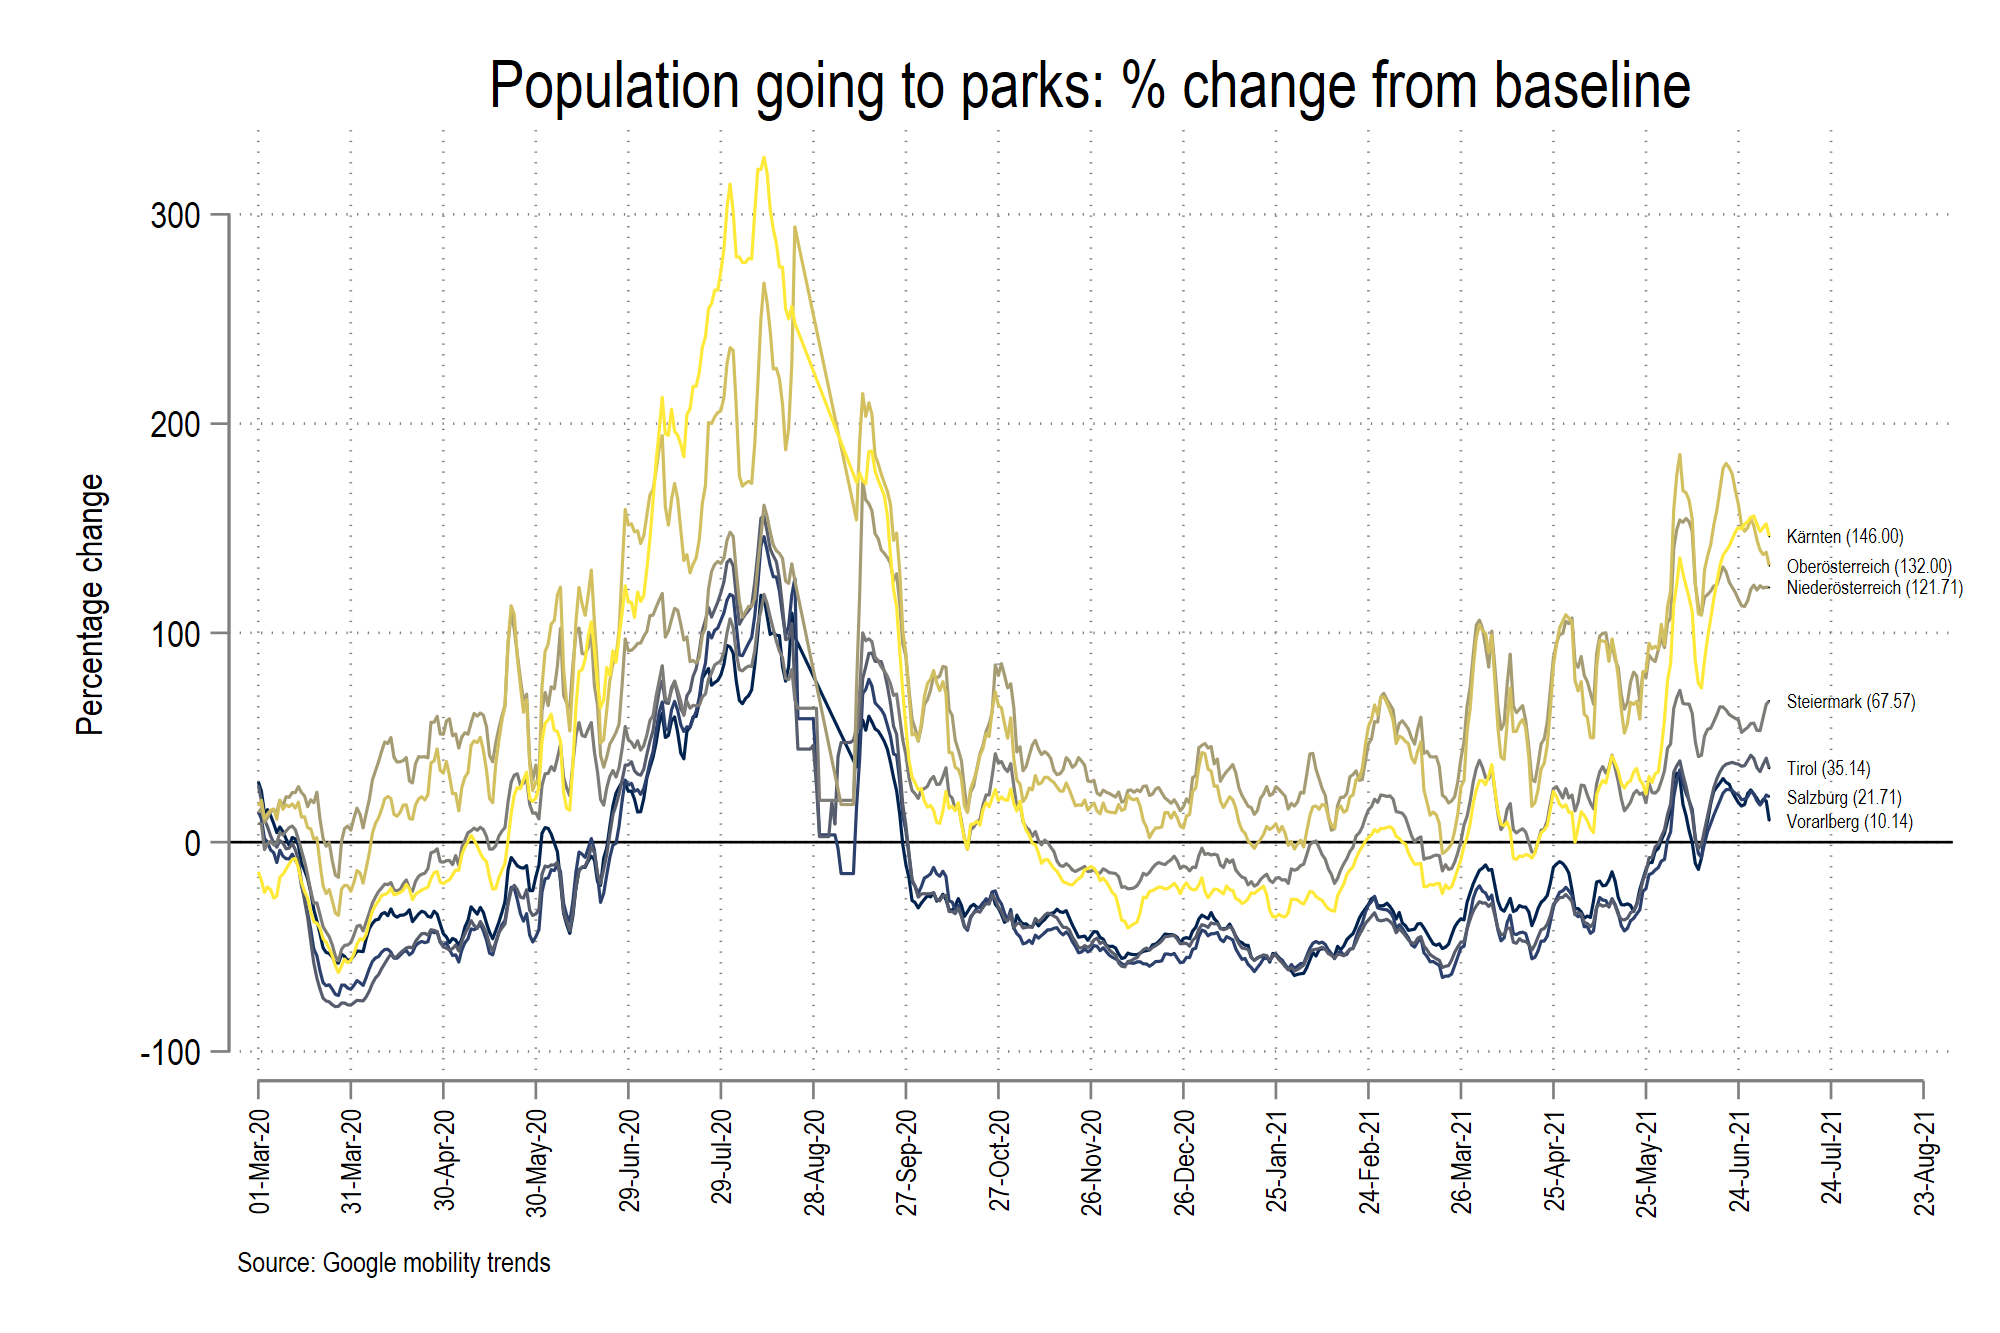 Population going to parks: % change from baseline
Percentage change
300
200
100
0
-100
Kärnten (146.00)
Oberösterreich (132.00)
Niederösterreich (121.71)
Steiermark (67.57)
Tirol (35.14)
Salzburg (21.71)
Vorarlberg (10.14)
01-Mar-20
31-Mar-20
30-Apr-20
30-May-20
29-Jun-20
29-Jul-20
28-Aug-20
27-Sep-20
27-Oct-20
26-Nov-20
26-Dec-20
25-Jan-21
24-Feb-21
26-Mar-21
25-Apr-21
25-May-21
24-Jun-21
24-Jul-21
23-Aug-21
Source: Google mobility trends